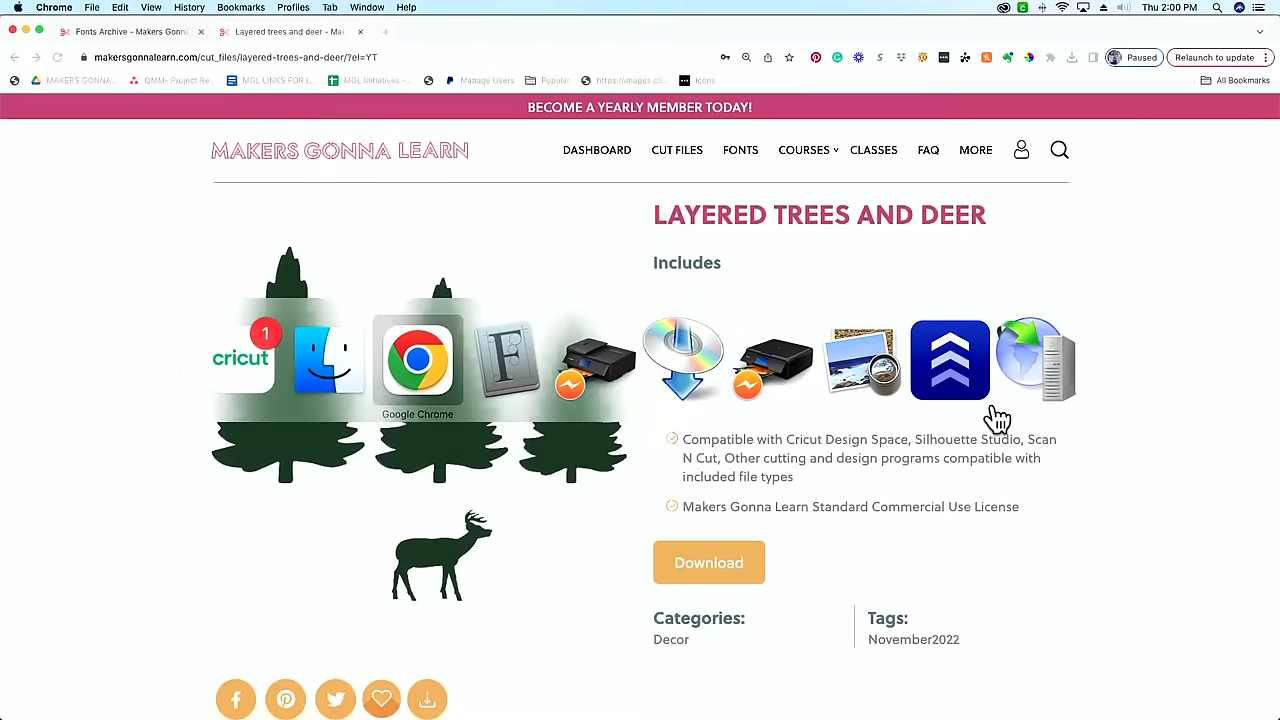 Chrome File Edit View History Bookmarks Profiles Tab Window Help Thu 2:00 PM
Fonts Archive - Makers Gonna Layered trees and deer - Mak
makersgonnalearn.com/cut_files/layered-trees-and-deer/?el=YT Paused Relaunch to update
MAKERS GONNA... QMM- Project Re... MGL LINKS FOR L... MGL Initiatives -... Manage Users Popular https://images.cli... Icons All Bookmarks
BECOME A YEARLY MEMBER TODAY!
MAKERS GONNA LEARN DASHBOARD CUT FILES FONTS COURSES CLASSES FAQ MORE
LAYERED TREES AND DEER
Includes
1
cricut
F
Google Chrome
Compatible with Cricut Design Space, Silhouette Studio, Scan
N Cut, Other cutting and design programs compatible with
included file types
Makers Gonna Learn Standard Commercial Use License
Download
Categories: Tags:
Decor November2022